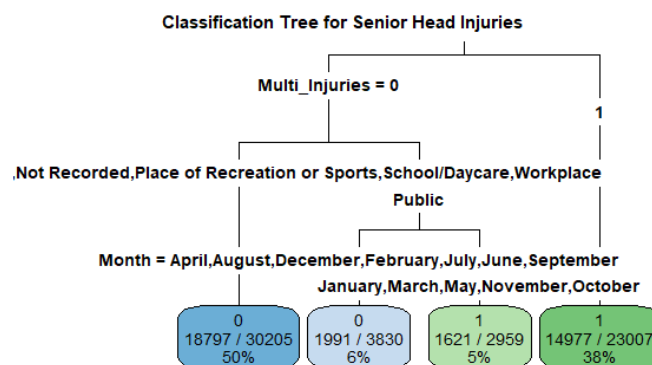 Classification Tree for Senior Head Injuries
Multi_Injuries = 0
1
,Not Recorded,Place of Recreation or Sports,School/Daycare,Workplace
Public
Month = April,August,December,February,July,June,September
January,March,May,November,October
0
18797 / 30205
50%
0
1991 / 3830
6%
1
1621 / 2959
5%
1
14977 / 23007
38%